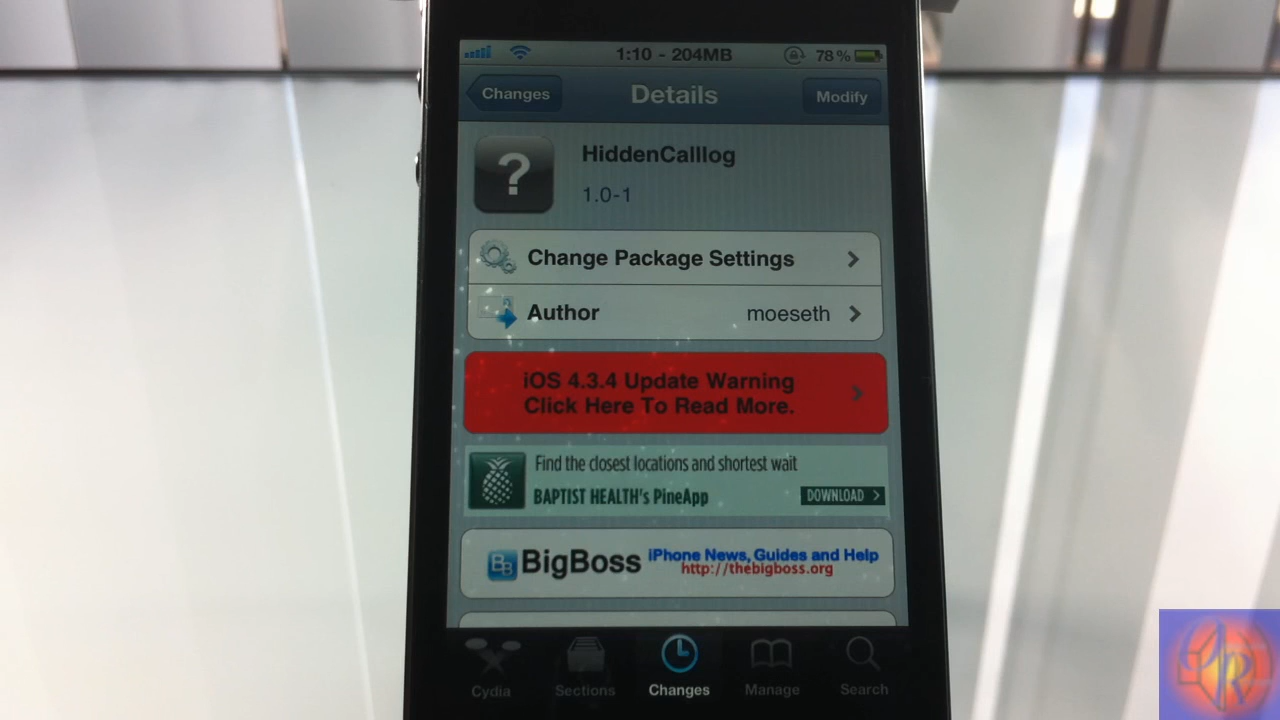 1:10 - 204MB
78%
Changes
Details
Modify
?
HiddenCalllog
1.0-1
Change Package Settings
Author
moeseth
iOS 4.3.4 Update Warning
Click Here To Read More.
Find the closest locations and shortest wait
BAPTIST HEALTH's PineApp
DOWNLOAD >
BB
BigBoss
iPhone News, Guides and Help
http://thebigboss.org
Cydia
Sections
Changes
Manage
Search